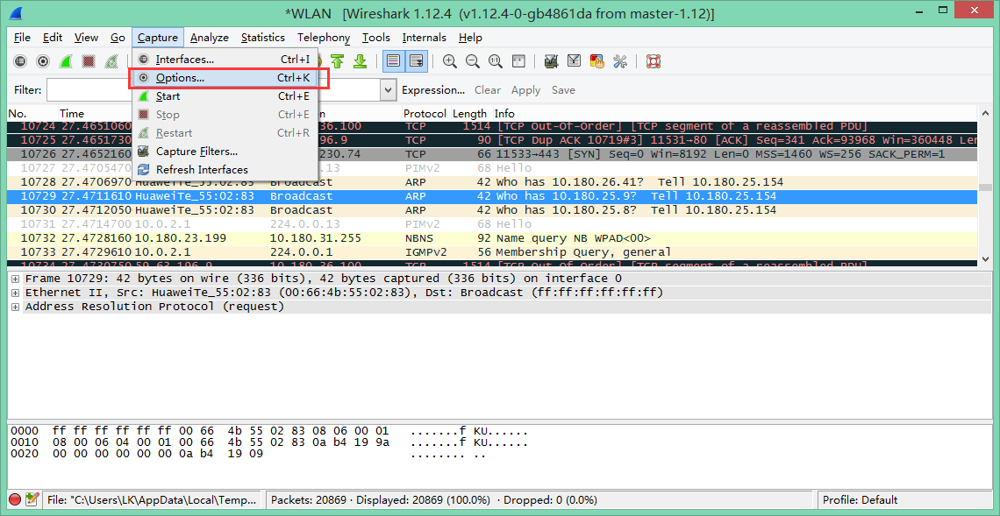 *WLAN   [Wireshark 1.12.4  (v1.12.4-0-gb4861da from master-1.12)]
File Edit View Go Capture Analyze Statistics Telephony Tools Internals Help
Interfaces... Ctrl+I
Options... Ctrl+K
Start Ctrl+E
Stop Ctrl+E
Restart Ctrl+R
Capture Filters...
Refresh Interfaces
Filter: Expression... Clear Apply Save
No. Time Protocol Length Info
10724 27.4651060 36.100 TCP 1514 [TCP Out-Of-Order] [TCP segment of a reassembled PDU]
10725 27.4651730 96.9 TCP 90 [TCP Dup ACK 10719#3] 11531→80 [ACK] Seq=341 Ack=93968 Win=360448 Len
10726 27.4652160 230.74 TCP 66 11533→443 [SYN] Seq=0 Win=8192 Len=0 MSS=1460 WS=256 SACK_PERM=1
10727 27.4705470 .13 PIMv2 68 Hello
10728 27.4706970 HuaweiTe_55:02:83 Broadcast ARP 42 Who has 10.180.26.41?  Tell 10.180.25.154
10729 27.4711610 HuaweiTe_55:02:83 Broadcast ARP 42 Who has 10.180.25.9?  Tell 10.180.25.154
10730 27.4712050 HuaweiTe_55:02:83 Broadcast ARP 42 Who has 10.180.25.8?  Tell 10.180.25.154
10731 27.4714700 10.0.2.1 224.0.0.13 PIMv2 68 Hello
10732 27.4728160 10.180.23.199 10.180.31.255 NBNS 92 Name query NB WPAD<00>
10733 27.4729610 10.0.2.1 224.0.0.1 IGMPv2 56 Membership Query, general
10734 27.4730750 59.63.196.9 10.180.36.100 TCP 1514 [TCP Out-Of-Order] [TCP segment of a reassembled PDU]
Frame 10729: 42 bytes on wire (336 bits), 42 bytes captured (336 bits) on interface 0
Ethernet II, Src: HuaweiTe_55:02:83 (00:66:4b:55:02:83), Dst: Broadcast (ff:ff:ff:ff:ff:ff)
Address Resolution Protocol (request)
0000 ff ff ff ff ff ff 00 66 4b 55 02 83 08 06 00 01 .......f KU......
0010 08 00 06 04 00 01 00 66 4b 55 02 83 0a b4 19 9a .......f KU......
0020 00 00 00 00 00 00 0a b4 19 09 ........ ..
File: "C:\Users\LK\AppData\Local\Temp... Packets: 20869 · Displayed: 20869 (100.0%) · Dropped: 0 (0.0%) Profile: Default